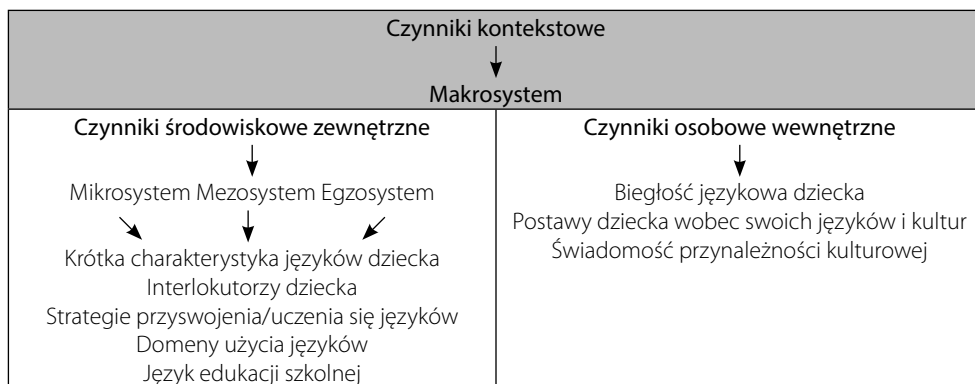 Czynniki kontekstowe
Makrosystem
Czynniki środowiskowe zewnętrzne
Mikrosystem Mezosystem Egzosystem
Krótka charakterystyka języków dziecka
Interlokutorzy dziecka
Strategie przyswojenia/uczenia się języków
Domeny użycia języków
Język edukacji szkolnej
Czynniki osobowe wewnętrzne
Biegłość językowa dziecka
Postawy dziecka wobec swoich języków i kultur
Świadomość przynależności kulturowej